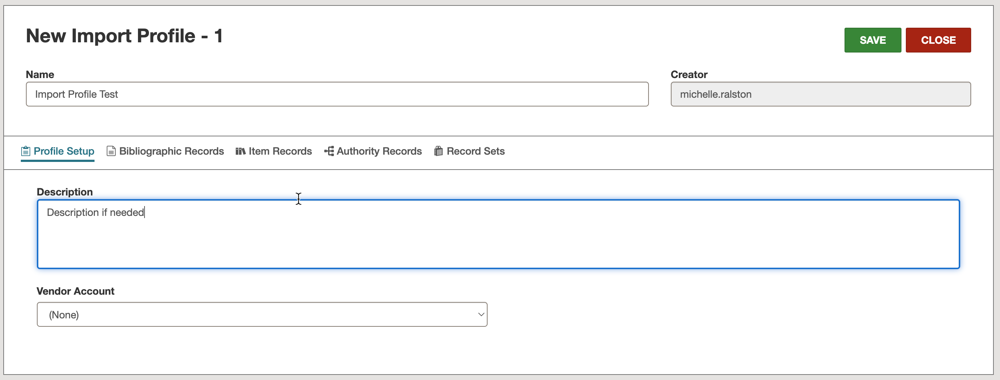 New Import Profile - 1
SAVE CLOSE
Name
Import Profile Test
Creator
michelle.ralston
Profile Setup Bibliographic Records Item Records Authority Records Record Sets
Description
Description if needed
Vendor Account
(None)